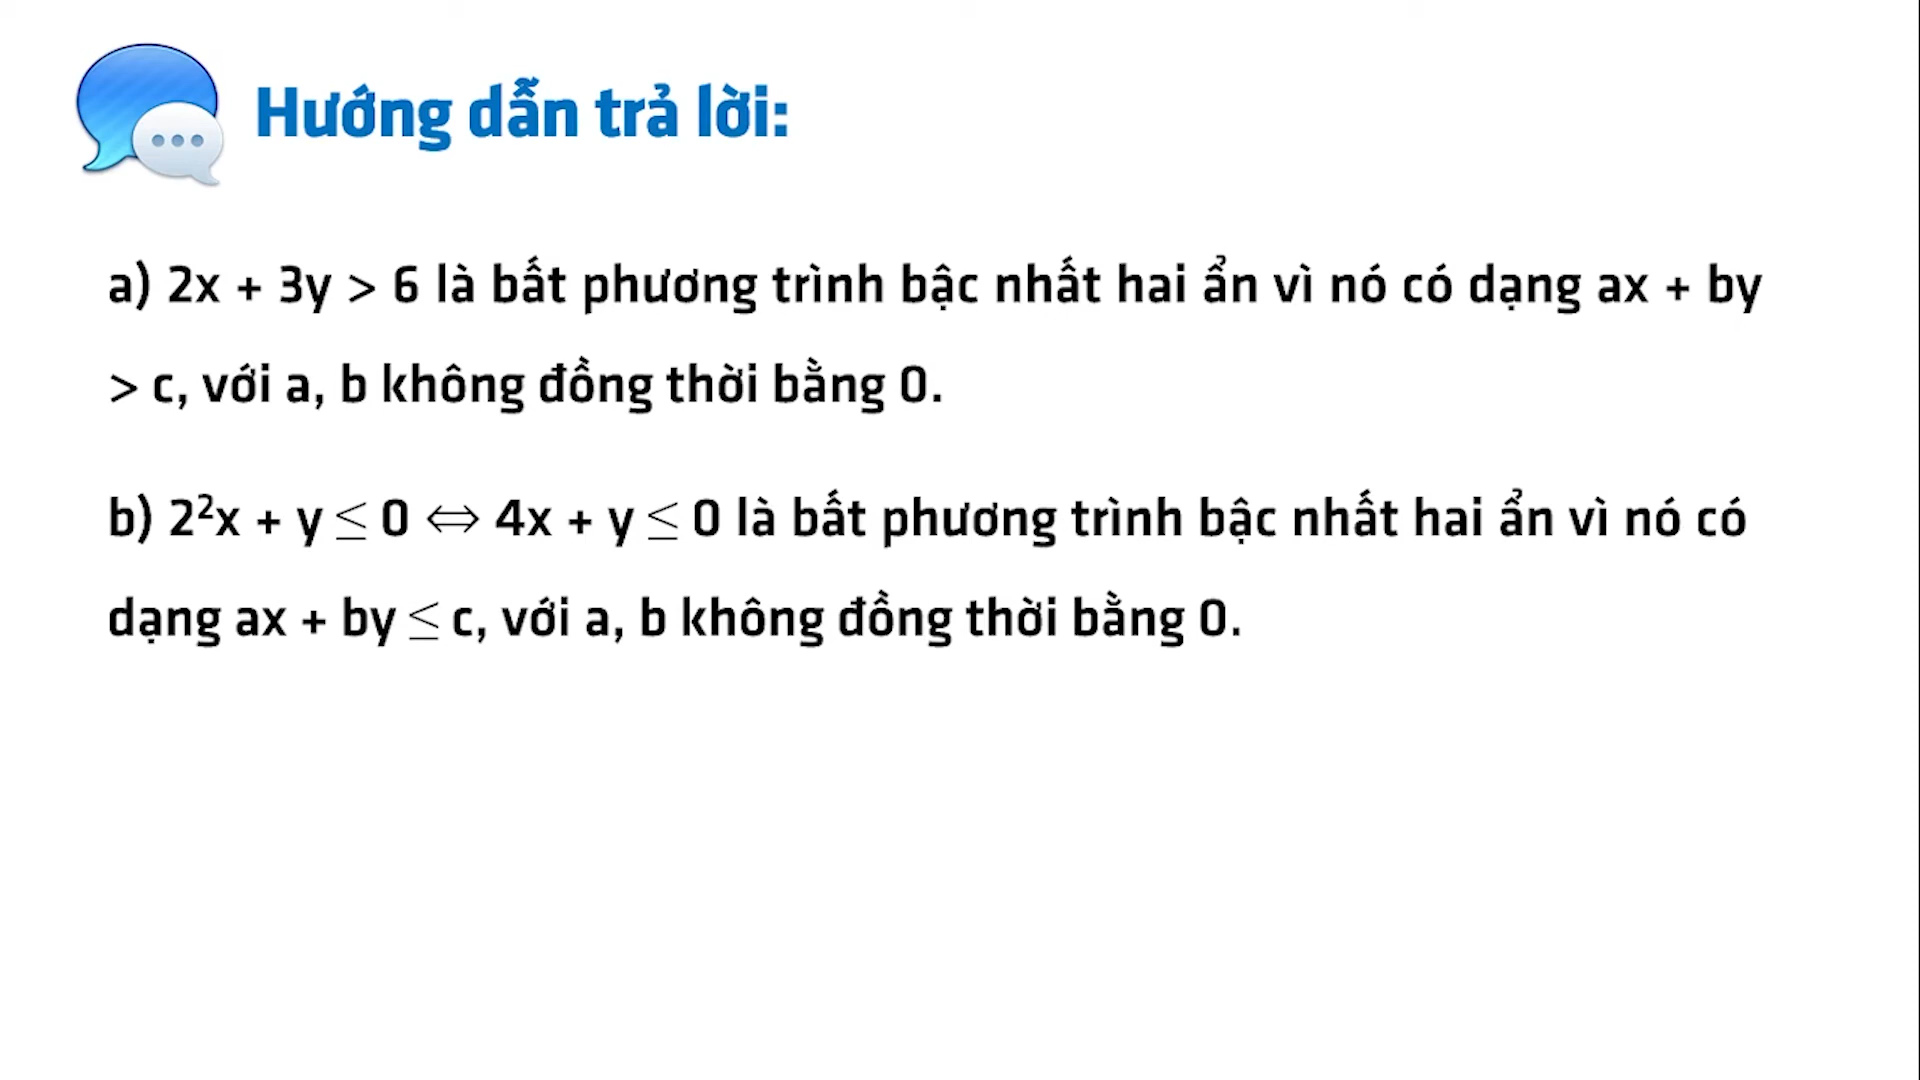 Hướng dẫn trả lời:
a) 2x + 3y > 6 là bất phương trình bậc nhất hai ẩn vì nó có dạng ax + by
> c, với a, b không đồng thời bằng 0.
b) 2²x + y ≤ 0 ⇔ 4x + y ≤ 0 là bất phương trình bậc nhất hai ẩn vì nó có
dạng ax + by ≤ c, với a, b không đồng thời bằng 0.